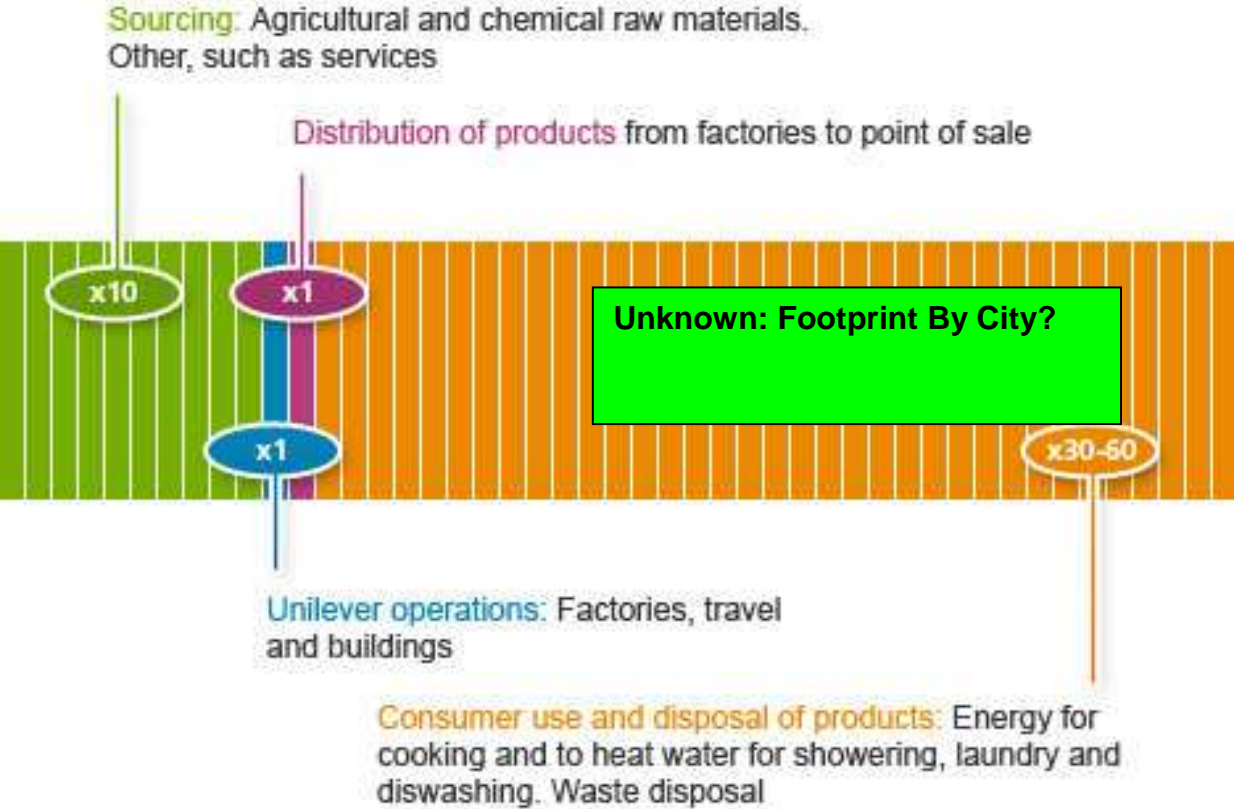 Sourcing: Agricultural and chemical raw materials.
Other, such as services
Distribution of products from factories to point of sale
x10
x1
Unknown: Footprint By City?
x1
x30-60
Unilever operations: Factories, travel
and buildings
Consumer use and disposal of products: Energy for
cooking and to heat water for showering, laundry and
diswashing. Waste disposal